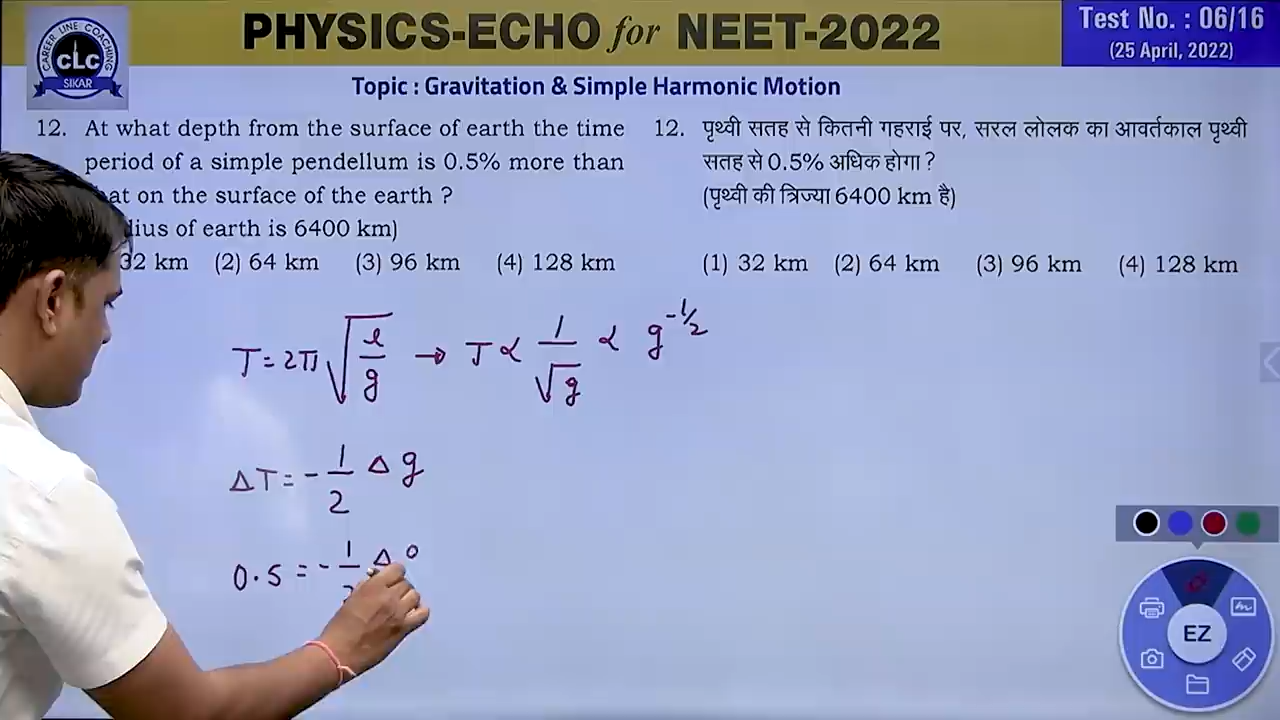 PHYSICS-ECHO for NEET-2022
Test No. : 06/16
(25 April, 2022)
CAREER LINE COACHING
CLC
SIKAR
Topic : Gravitation & Simple Harmonic Motion
12. At what depth from the surface of earth the time
period of a simple pendellum is 0.5% more than
at on the surface of the earth ?
dius of earth is 6400 km)
32 km (2) 64 km (3) 96 km (4) 128 km
12. पृथ्वी सतह से कितनी गहराई पर, सरल लोलक का आवर्तकाल पृथ्वी
सतह से 0.5% अधिक होगा ?
(पृथ्वी की त्रिज्या 6400 km है)
(1) 32 km (2) 64 km (3) 96 km (4) 128 km
T = 2π √(l/g) → T ∝ 1/√g ∝ g^(-1/2)
ΔT = - 1/2 Δ g
0.5 = - 1/2 Δ
EZ